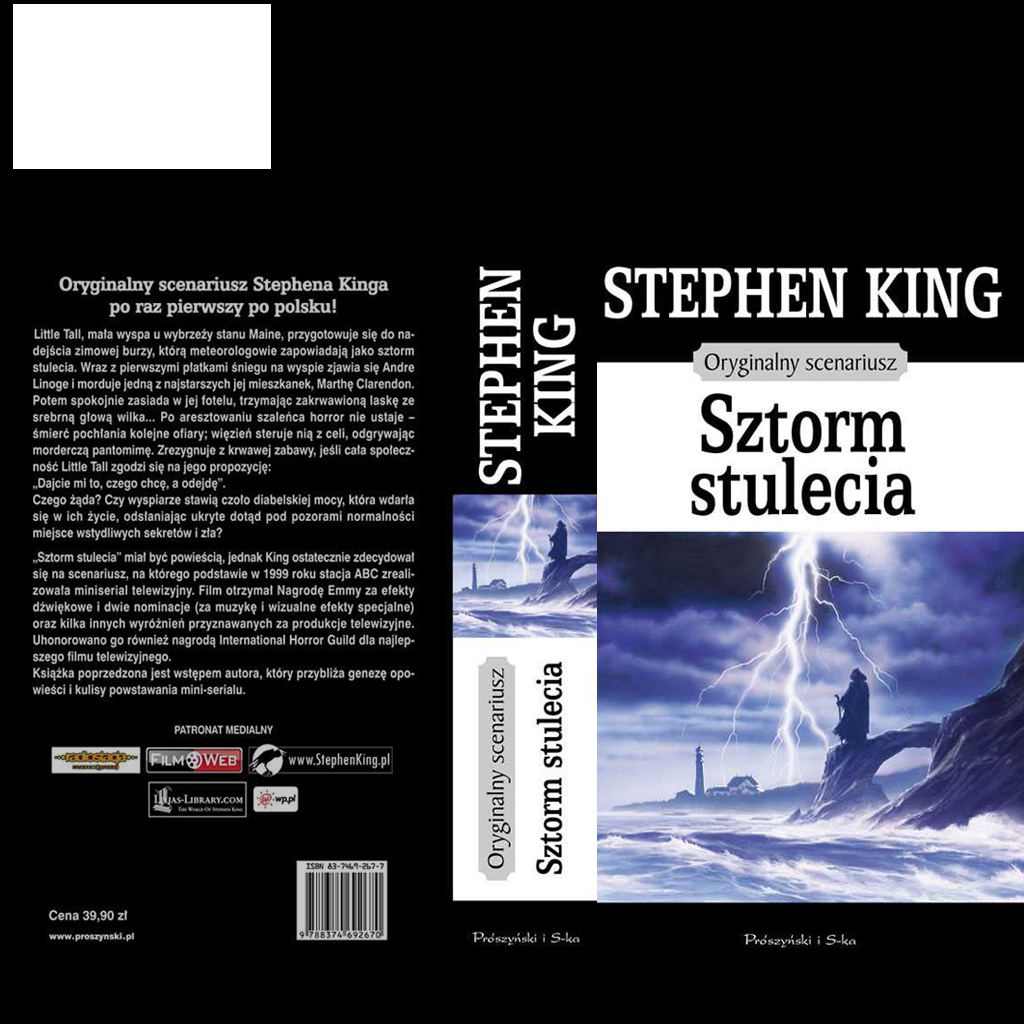 Oryginalny scenariusz Stephena Kinga
po raz pierwszy po polsku!
Little Tall, mała wyspa u wybrzeży stanu Maine, przygotowuje się do na-
dejścia zimowej burzy, którą meteorologowie zapowiadają jako sztorm
stulecia. Wraz z pierwszymi płatkami śniegu na wyspie zjawia się Andre
Linoge i morduje jedną z najstarszych jej mieszkanek, Marthę Clarendon.
Potem spokojnie zasiada w jej fotelu, trzymając zakrwawioną laskę ze
srebrną głową wilka... Po aresztowaniu szaleńca horror nie ustaje –
śmierć pochłania kolejne ofiary; więzień steruje nią z celi, odgrywając
morderczą pantomimę. Zrezygnuje z krwawej zabawy, jeśli cała społecz-
ność Little Tall zgodzi się na jego propozycję:
„Dajcie mi to, czego chcę, a odejdę”.
Czego żąda? Czy wyspiarze stawią czoło diabelskiej mocy, która wdarła
się w ich życie, odsłaniając ukryte dotąd pod pozorami normalności
miejsce wstydliwych sekretów i zła?
„Sztorm stulecia” miał być powieścią, jednak King ostatecznie zdecydował
się na scenariusz, na którego podstawie w 1999 roku stacja ABC zreali-
zowała miniserial telewizyjny. Film otrzymał Nagrodę Emmy za efekty
dźwiękowe i dwie nominacje (za muzykę i wizualne efekty specjalne)
oraz kilka innych wyróżnień przyznawanych za produkcje telewizyjne.
Uhonorowano go również nagrodą International Horror Guild dla najlep-
szego filmu telewizyjnego.
Książka poprzedzona jest wstępem autora, który przybliża genezę opo-
wieści i kulisy powstawania mini-serialu.
PATRONAT MEDIALNY
radiostacja
FILMWEB
www.StephenKing.pl
JAS-LIBRARY.COM
THE WORLD OF STEPHEN KING
wp.pl
ISBN 83-7469-267-7
9 788374 692670
Cena 39,90 zł
www.proszynski.pl
STEPHEN
KING
Oryginalny scenariusz
Sztorm stulecia
Prószyński i S-ka
STEPHEN KING
Oryginalny scenariusz
Sztorm
stulecia
Prószyński i S-ka